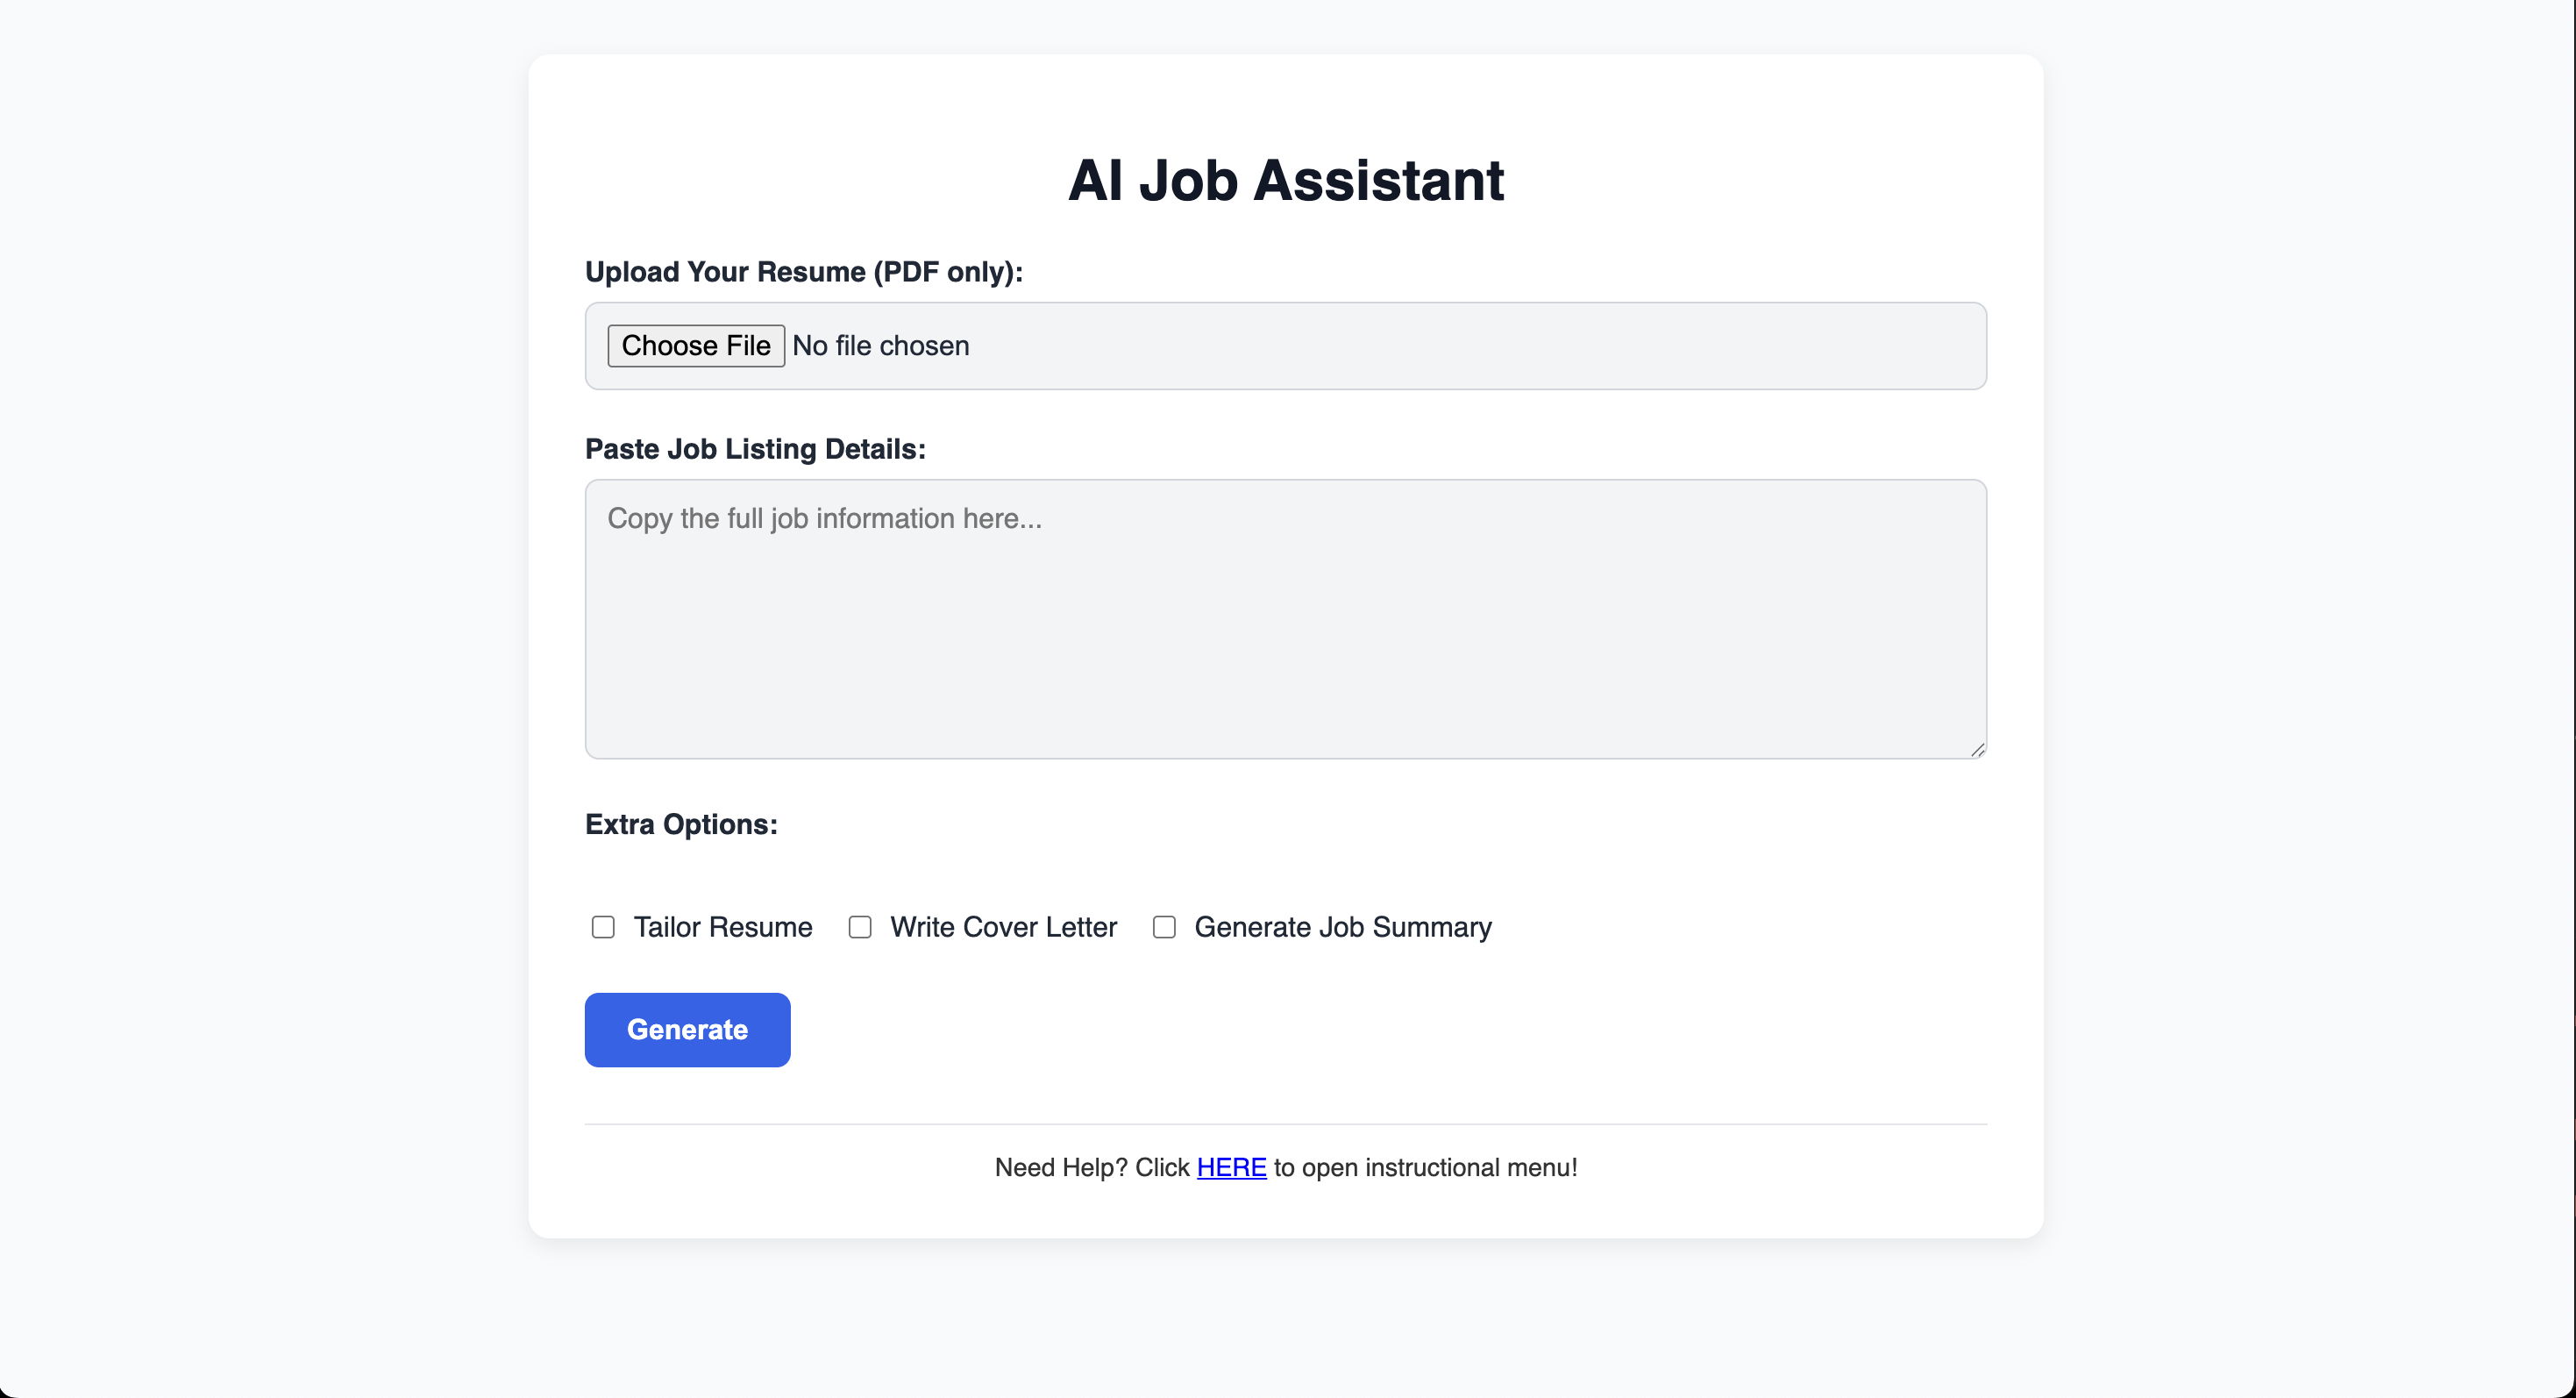 AI Job Assistant
Upload Your Resume (PDF only):
Choose File No file chosen
Paste Job Listing Details:
Copy the full job information here...
Extra Options:
Tailor Resume Write Cover Letter Generate Job Summary
Generate
Need Help? Click HERE to open instructional menu!